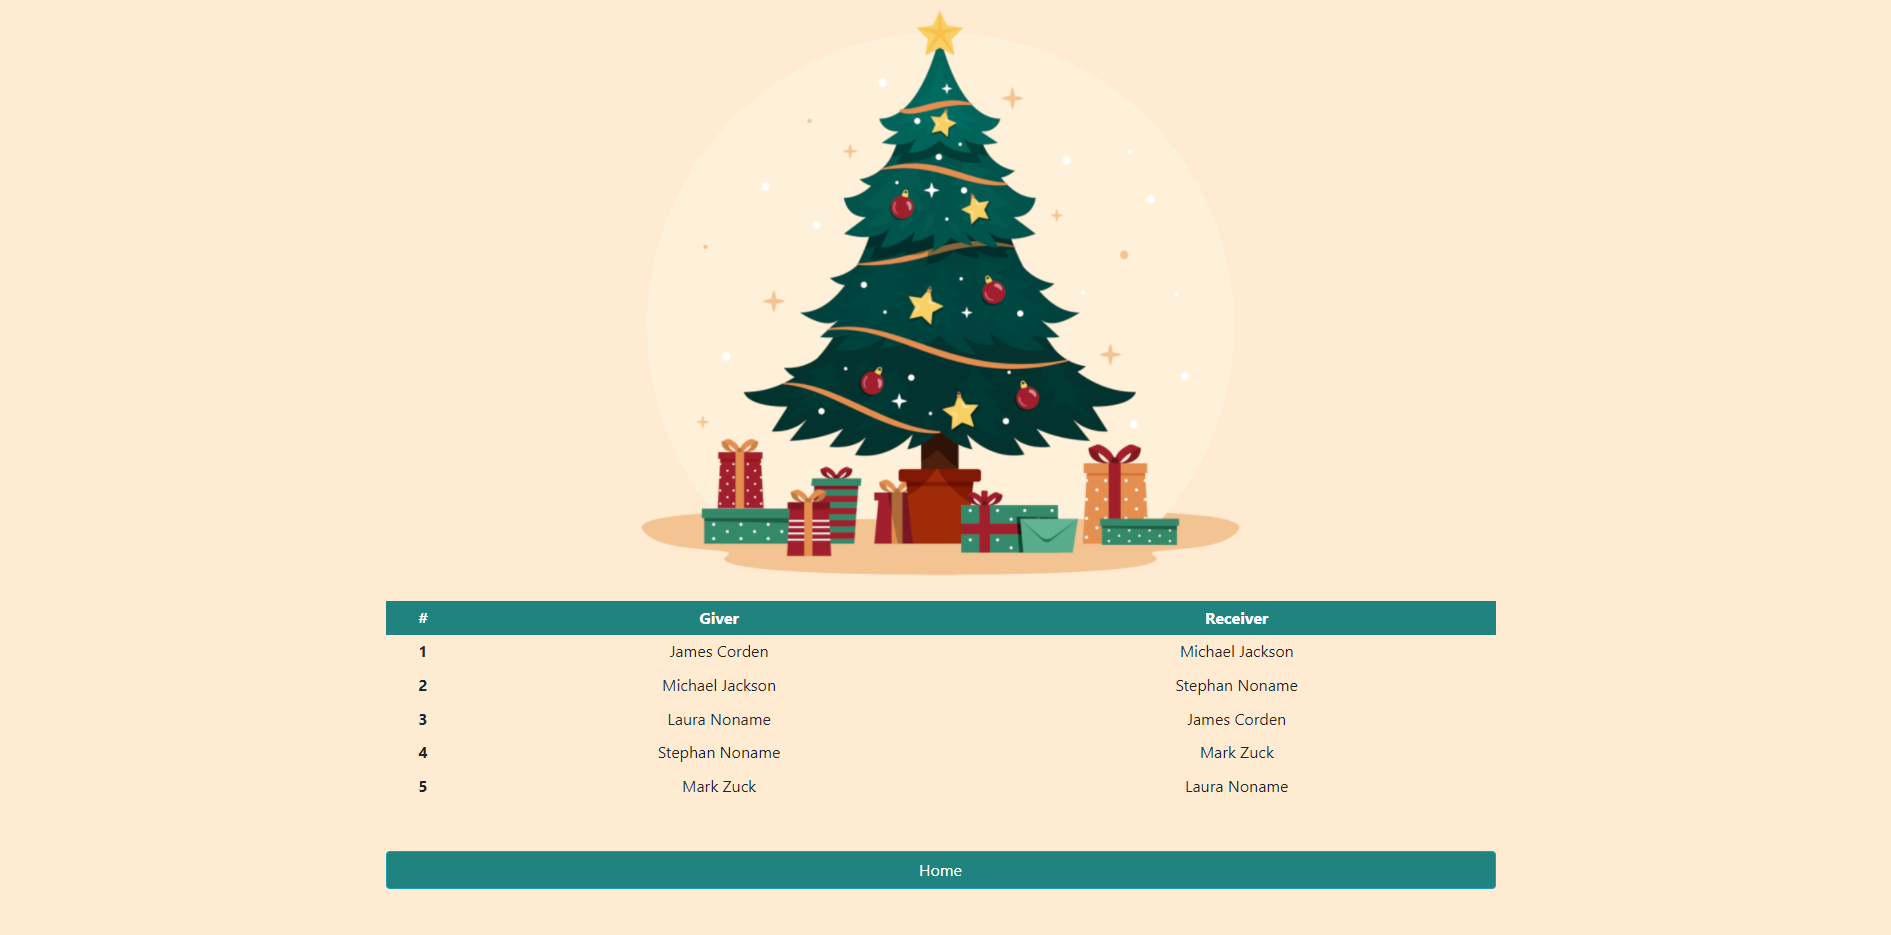 # Giver Receiver
1 James Corden Michael Jackson
2 Michael Jackson Stephan Noname
3 Laura Noname James Corden
4 Stephan Noname Mark Zuck
5 Mark Zuck Laura Noname
Home